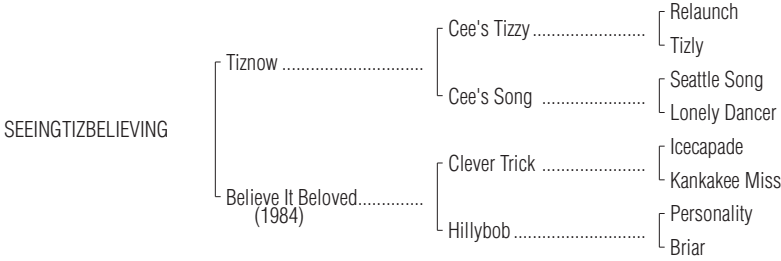 Relaunch
Cee's Tizzy
Tizly
Tiznow
Seattle Song
Cee's Song
Lonely Dancer
SEEINGTIZBELIEVING
Icecapade
Clever Trick
Kankakee Miss
Believe It Beloved
(1984)
Personality
Hillybob
Briar